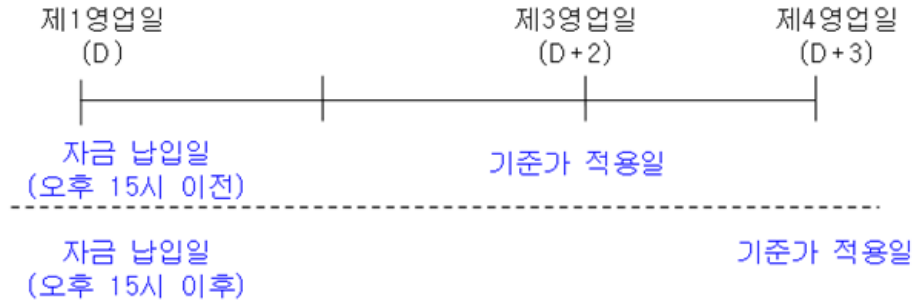 제1영업일 제3영업일 제4영업일
(D) (D+2) (D+3)
자금 납입일 기준가 적용일
(오후 15시 이전)
자금 납입일 기준가 적용일
(오후 15시 이후)